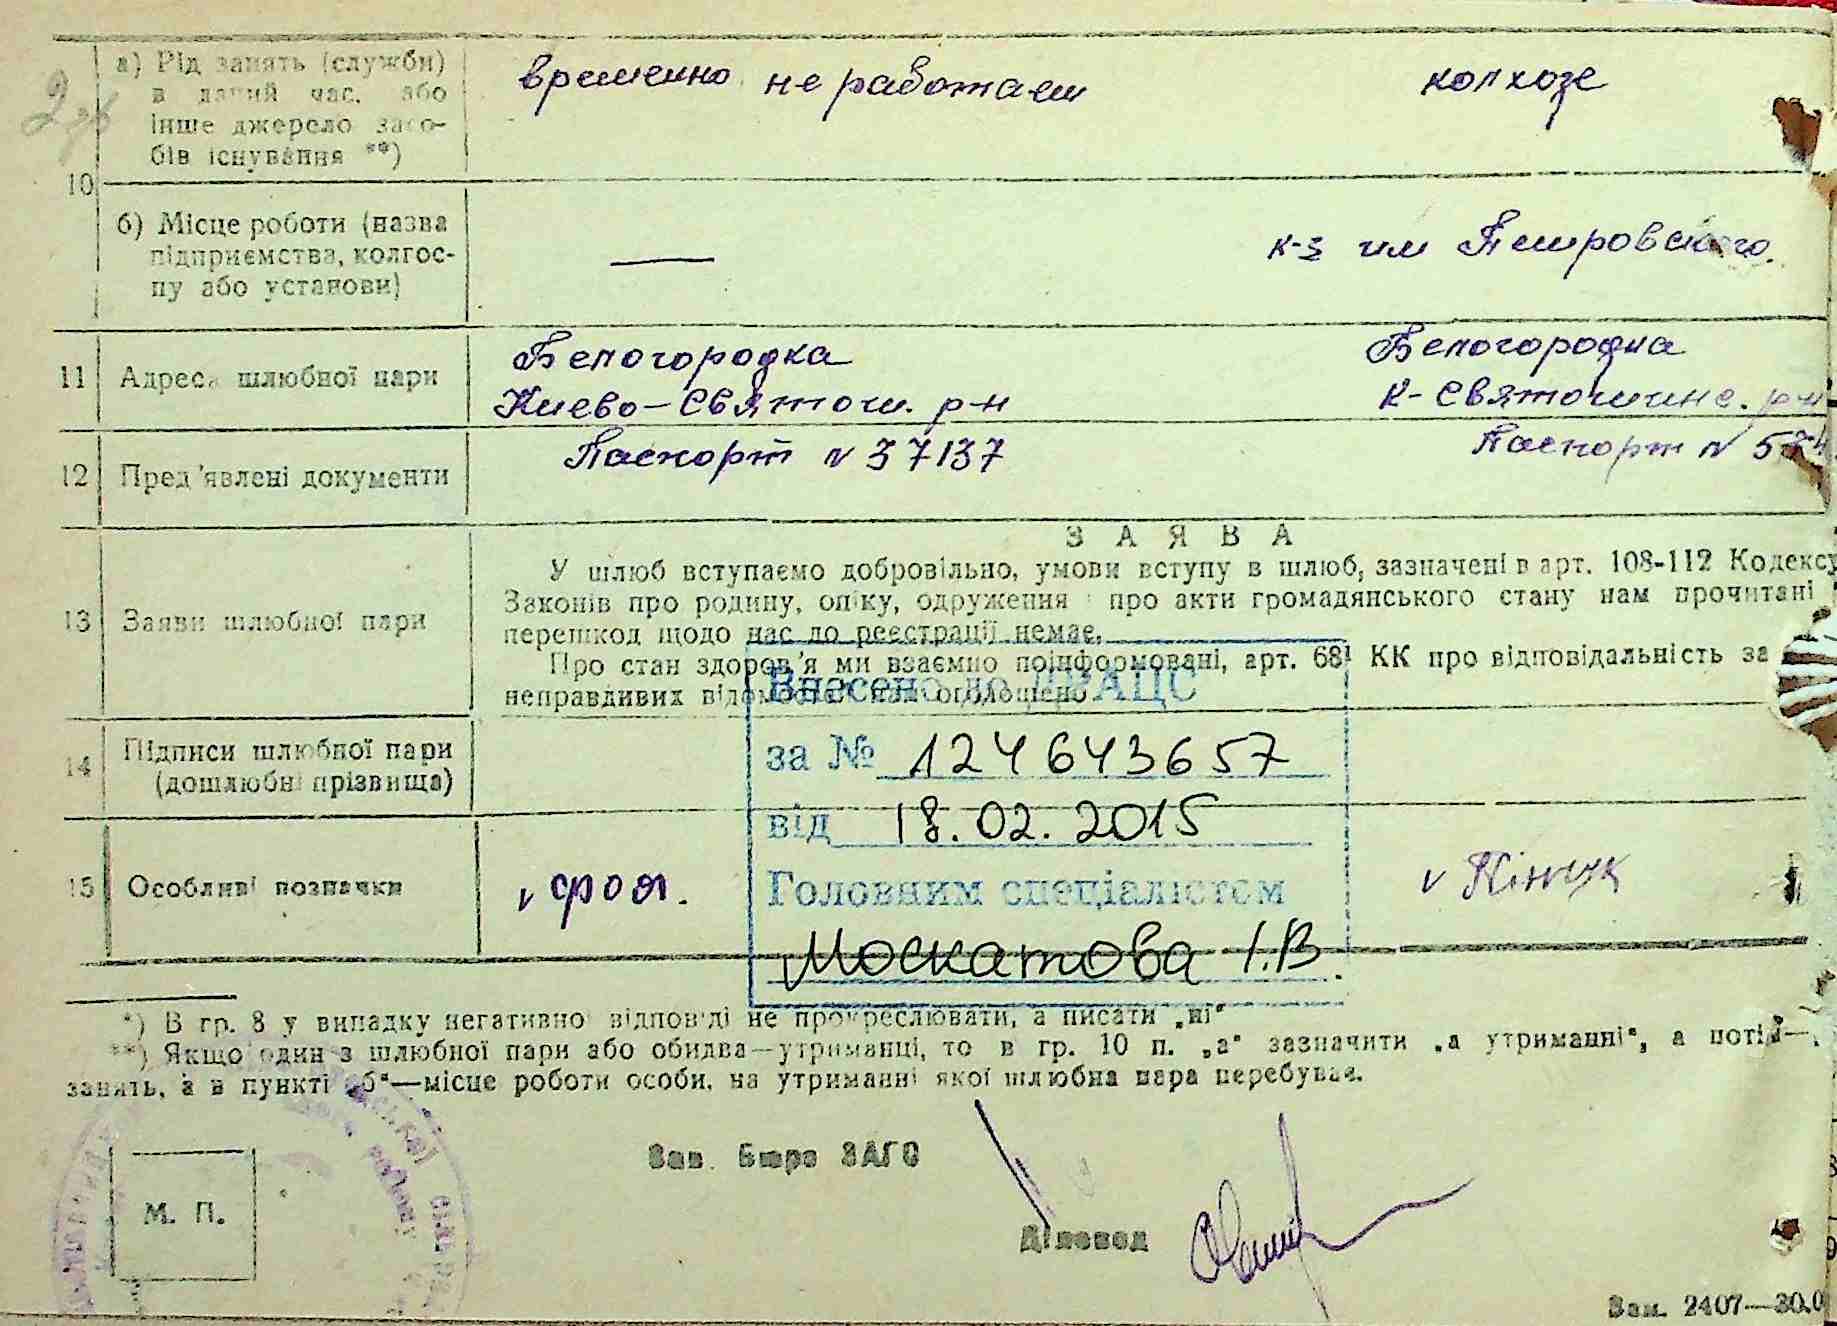 а) Рід занять (служби) временно не работает колхозе
в даний час, або
інше джерело засо-
бів існування **)
10
б) Місце роботи (назва — к-з им Петровского.
підприємства, колгос-
пу або установи)
11 Адреса шлюбної пари Белогородка Белогородка
Киево-Святош. р-н К-Святошинс. р-н
12 Пред'явлені документи Паспорт № 37137 Паспорт №
З А Я В А
13 Заяви шлюбної пари
У шлюб вступаємо добровільно, умови вступу в шлюб, зазначені в арт. 108-112 Кодексу
Законів про родину, опіку, одруження і про акти громадянського стану нам прочитані
перешкод щодо нас до реєстрації немає.
Про стан здоров'я ми взаємно поінформовані, арт. 68¹ КК про відповідальність за
неправдивих відомостей нам оголошено
Внесено до ДРАЦС
за № 124643657
від 18.02.2015
Головним спеціалістом
Москатова І.В.
14 Підписи шлюбної пари
(дошлюбні прізвища)
15 Особливі позначки
*) В гр. 8 у випадку негативної відповіді не прокреслювати, а писати „ні“
**) Якщо один з шлюбної пари або обидва—утриманці, то в гр. 10 п. „а“ зазначити „на утриманні“, а потім—
занять, а в пункті „б“—місце роботи особи, на утриманні якої шлюбна пара перебуває.
Зав. Бюро ЗАГС
М. П.
Діловод
Зам. 2407—30.0